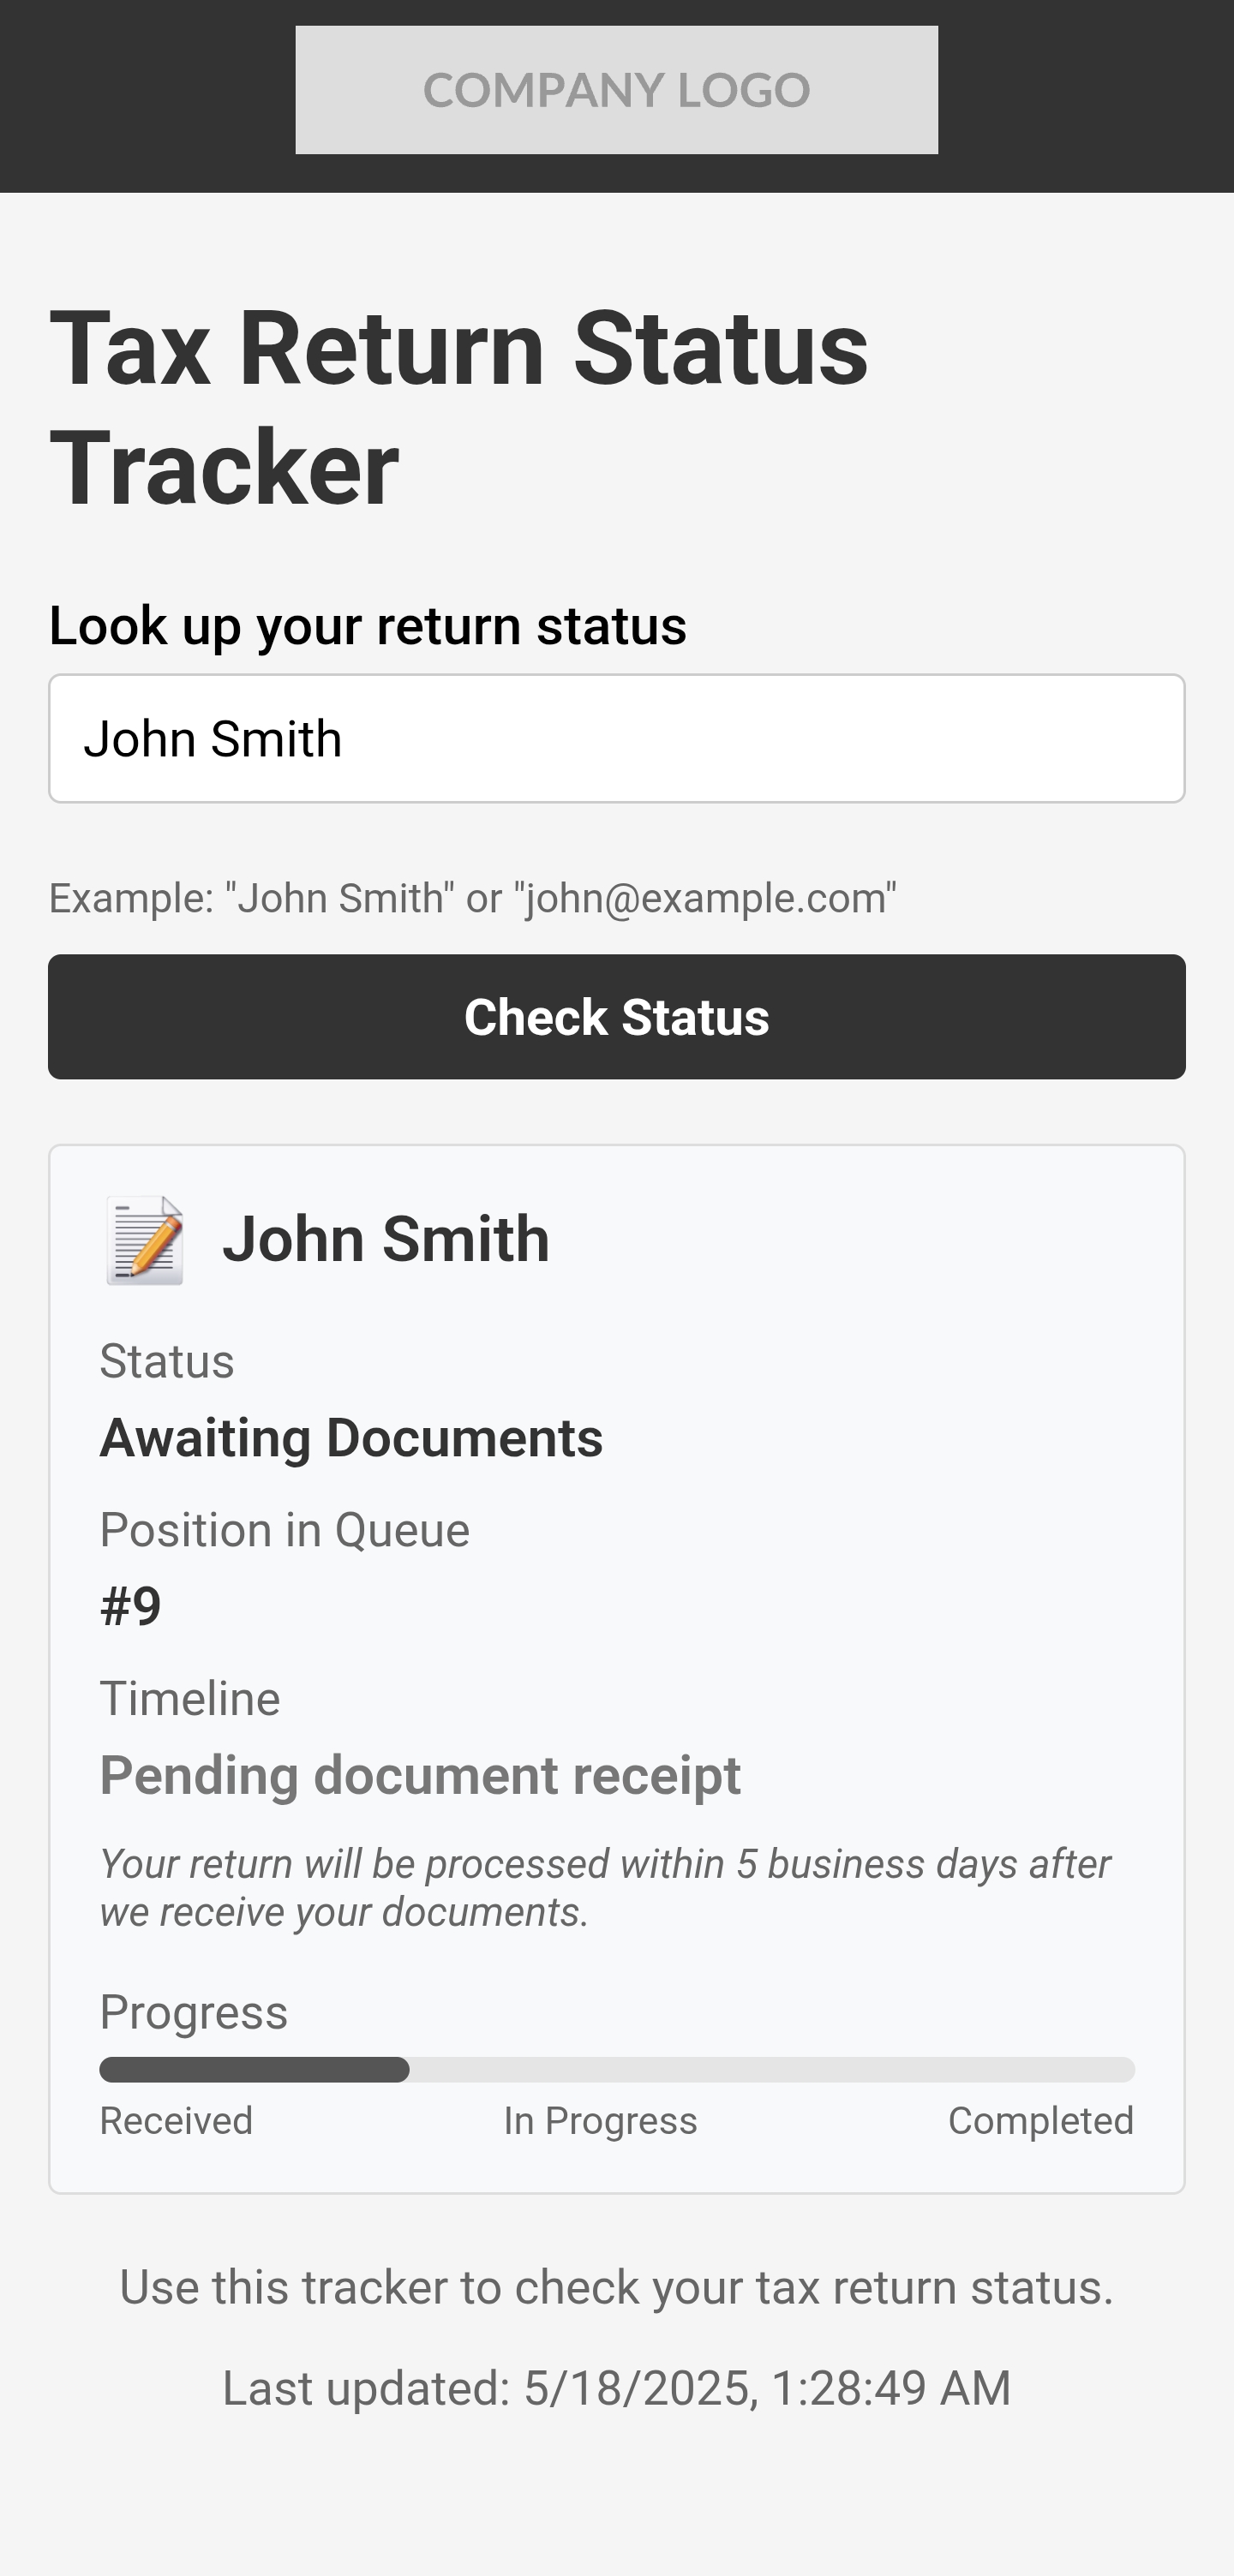 COMPANY LOGO
Tax Return Status
Tracker
Look up your return status
John Smith
Example: "John Smith" or "john@example.com"
Check Status
John Smith
Status
Awaiting Documents
Position in Queue
#9
Timeline
Pending document receipt
Your return will be processed within 5 business days after
we receive your documents.
Progress
Received In Progress Completed
Use this tracker to check your tax return status.
Last updated: 5/18/2025, 1:28:49 AM